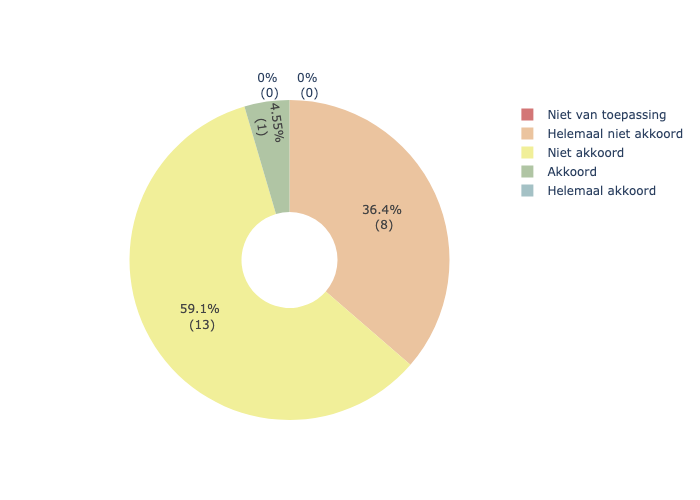 0%
(0)
0%
(0)
4.55%
(1)
36.4%
(8)
59.1%
(13)
Niet van toepassing
Helemaal niet akkoord
Niet akkoord
Akkoord
Helemaal akkoord